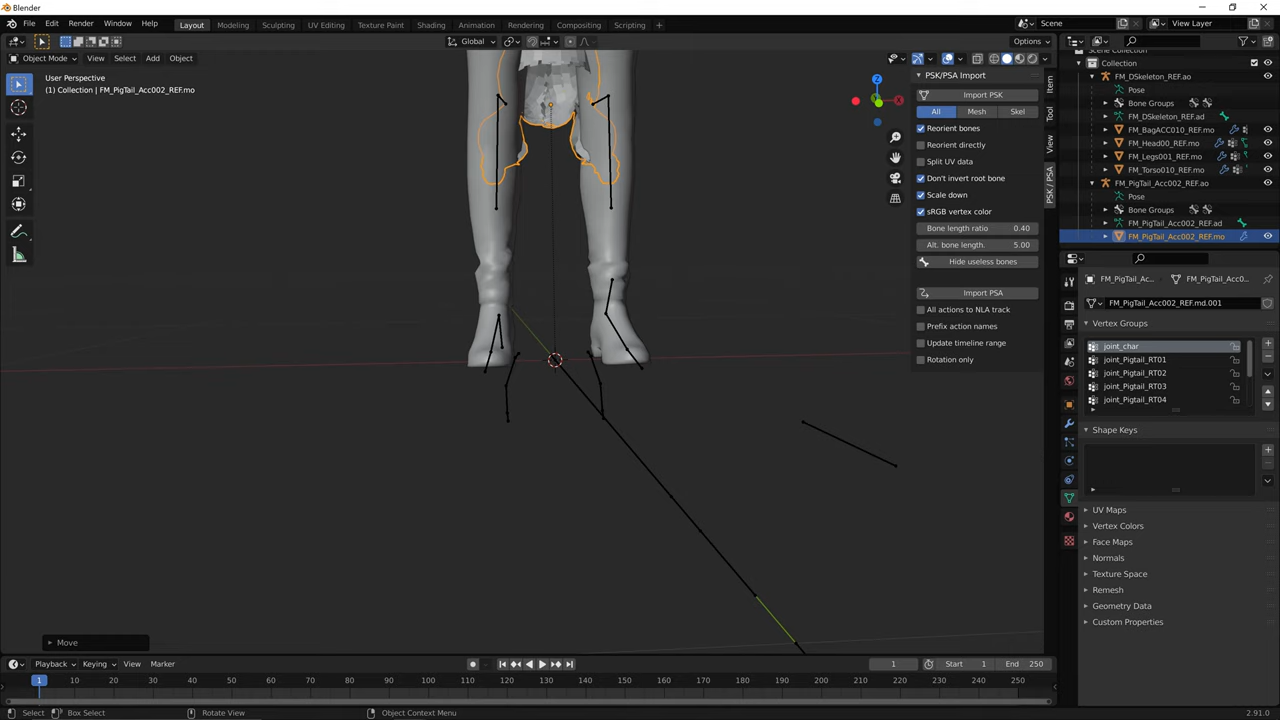 Blender
File Edit Render Window Help Layout Modeling Sculpting UV Editing Texture Paint Shading Animation Rendering Compositing Scripting + Scene View Layer
Global Options
Object Mode View Select Add Object
User Perspective
(1) Collection | FM_PigTail_Acc002_REF.mo
Z
X
PSK/PSA Import
Import PSK
All Mesh Skel
Reorient bones
Reorient directly
Split UV data
Don't invert root bone
Scale down
sRGB vertex color
Bone length ratio 0.40
Alt. bone length. 5.00
Hide useless bones
Import PSA
All actions to NLA track
Prefix action names
Update timeline range
Rotation only
Item
Tool
View
PSK / PSA
Scene Collection
Collection
FM_DSkeleton_REF.ao
Pose
Bone Groups
FM_DSkeleton_REF.ad
FM_BagACC010_REF.mo
FM_Head00_REF.mo
FM_Legs001_REF.mo
FM_Torso010_REF.mo
FM_PigTail_Acc002_REF.ao
Pose
Bone Groups
FM_PigTail_Acc002_REF.ad
FM_PigTail_Acc002_REF.mo
FM_PigTail_Ac... FM_PigTail_Acc0...
FM_PigTail_Acc002_REF.md.001
Vertex Groups
joint_char
joint_Pigtail_RT01
joint_Pigtail_RT02
joint_Pigtail_RT03
joint_Pigtail_RT04
Shape Keys
UV Maps
Vertex Colors
Face Maps
Normals
Texture Space
Remesh
Geometry Data
Custom Properties
Move
Playback Keying View Marker 1 Start 1 End 250
1 10 20 30 40 50 60 70 80 90 100 110 120 130 140 150 160 170 180 190 200 210 220 230 240 250
Select Box Select Rotate View Object Context Menu 2.91.0